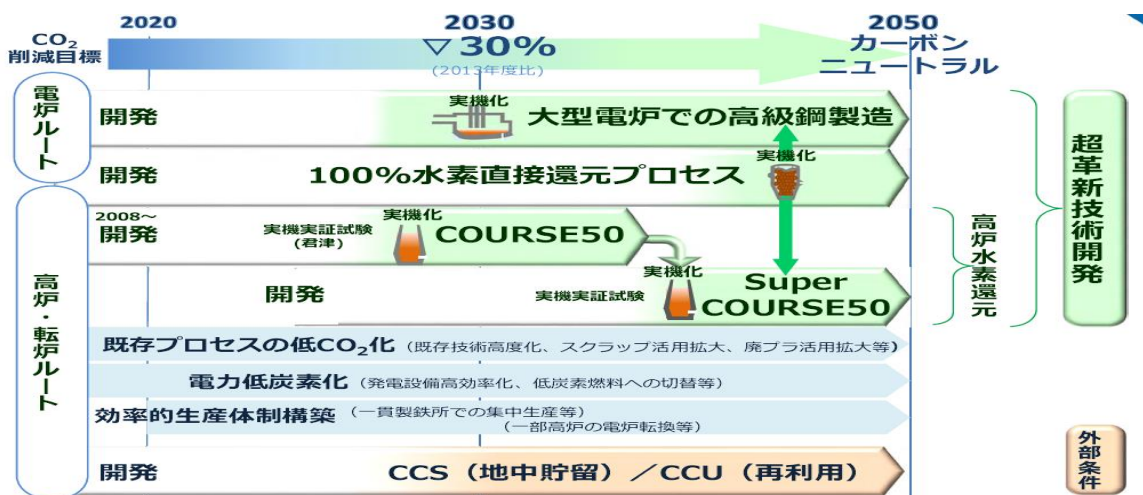 2020
2030
2050
CO₂
削減目標
▽30%
(2013年度比)
カーボン
ニュートラル
電炉ルート
開発
実機化
大型電炉での高級鋼製造
開発
100%水素直接還元プロセス
実機化
高炉・転炉ルート
2008～
開発
実機実証試験
(君津)
実機化
COURSE50
開発
実機実証試験
実機化
Super
COURSE50
既存プロセスの低CO₂化（既存技術高度化、スクラップ活用拡大、廃プラ活用拡大等）
電力低炭素化（発電設備高効率化、低炭素燃料への切替等）
効率的生産体制構築（一貫製鉄所での集中生産等）
（一部高炉の電炉転換等）
開発
CCS（地中貯留）／CCU（再利用）
高炉水素還元
超革新技術開発
外部条件